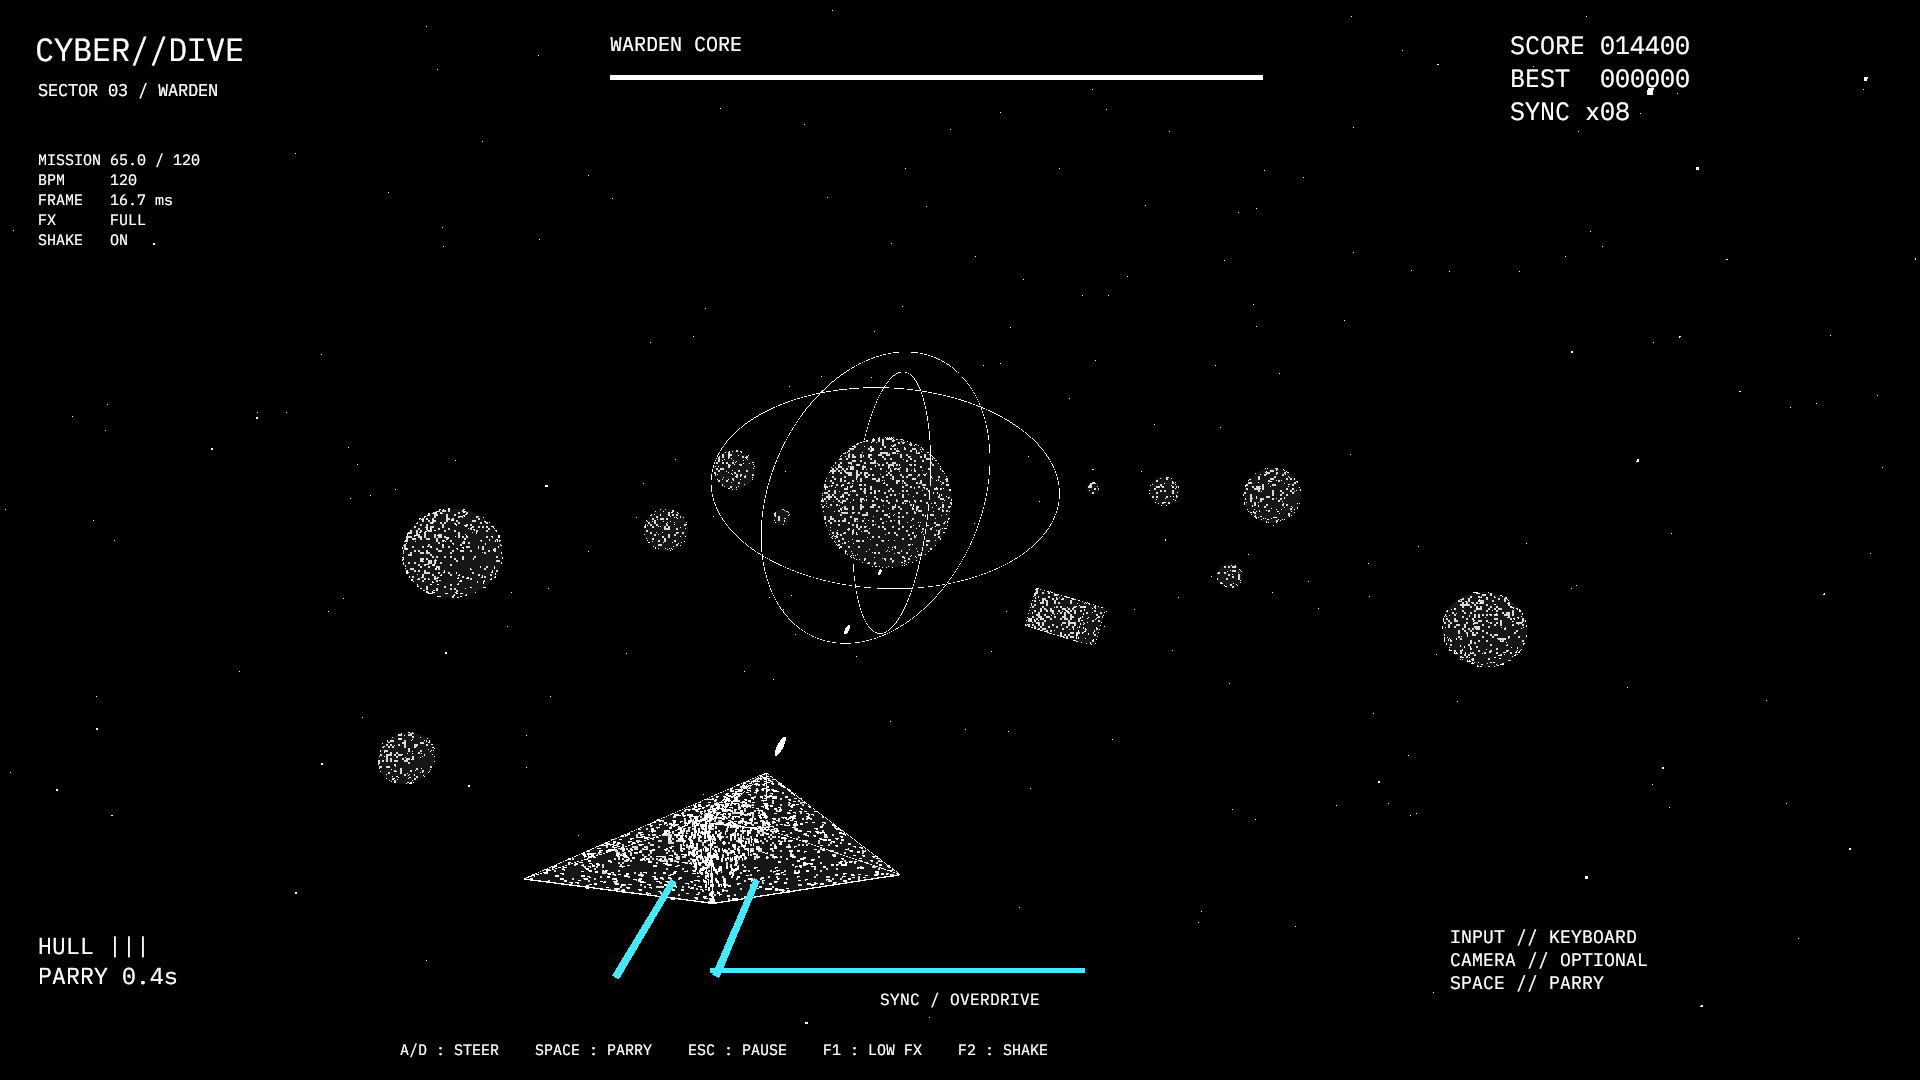 CYBER//DIVE
SECTOR 03 / WARDEN
WARDEN CORE
SCORE 014400
BEST 000000
SYNC x08
MISSION 65.0 / 120
BPM 120
FRAME 16.7 ms
FX FULL
SHAKE ON
HULL |||
PARRY 0.4s
INPUT // KEYBOARD
CAMERA // OPTIONAL
SPACE // PARRY
SYNC / OVERDRIVE
A/D : STEER SPACE : PARRY ESC : PAUSE F1 : LOW FX F2 : SHAKE